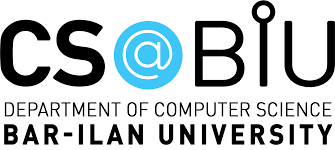 CS@BIU
DEPARTMENT OF COMPUTER SCIENCE
BAR-ILAN UNIVERSITY